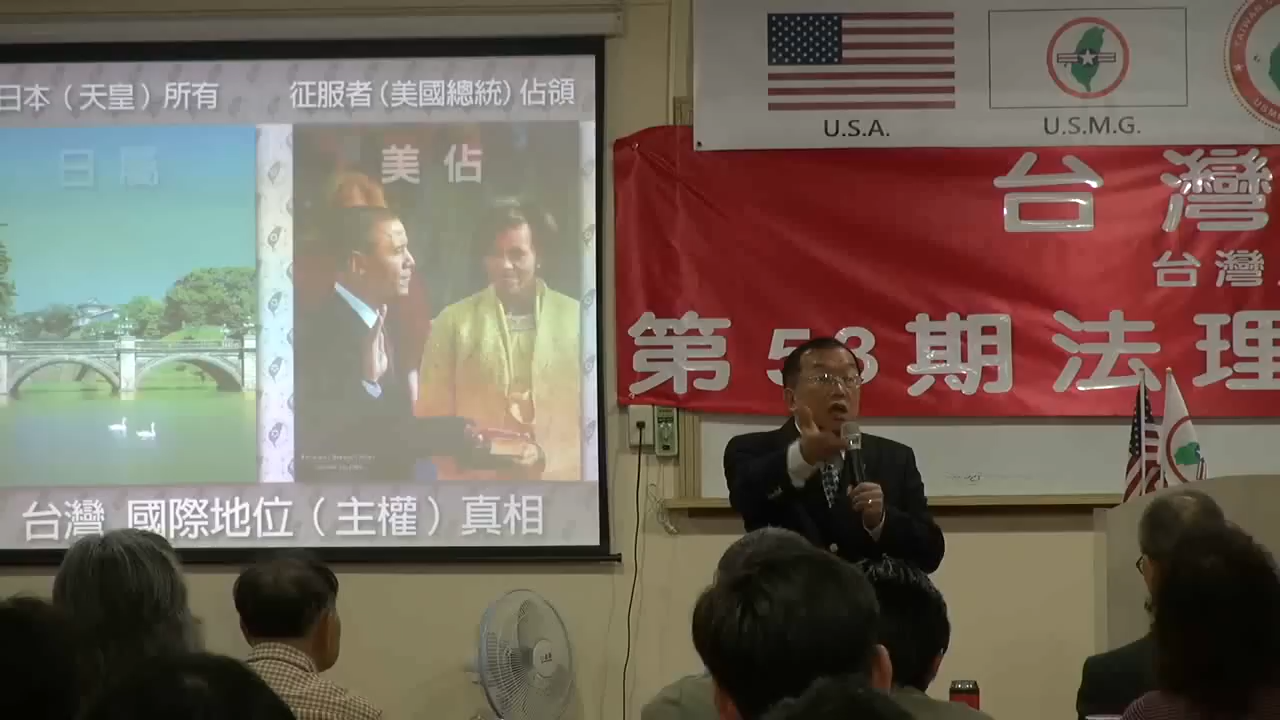 日本（天皇）所有
征服者（美國總統）佔領
日屬
美佔
台灣 國際地位（主權）真相
U.S.A.
U.S.M.G.
台灣
台灣
第53期法理